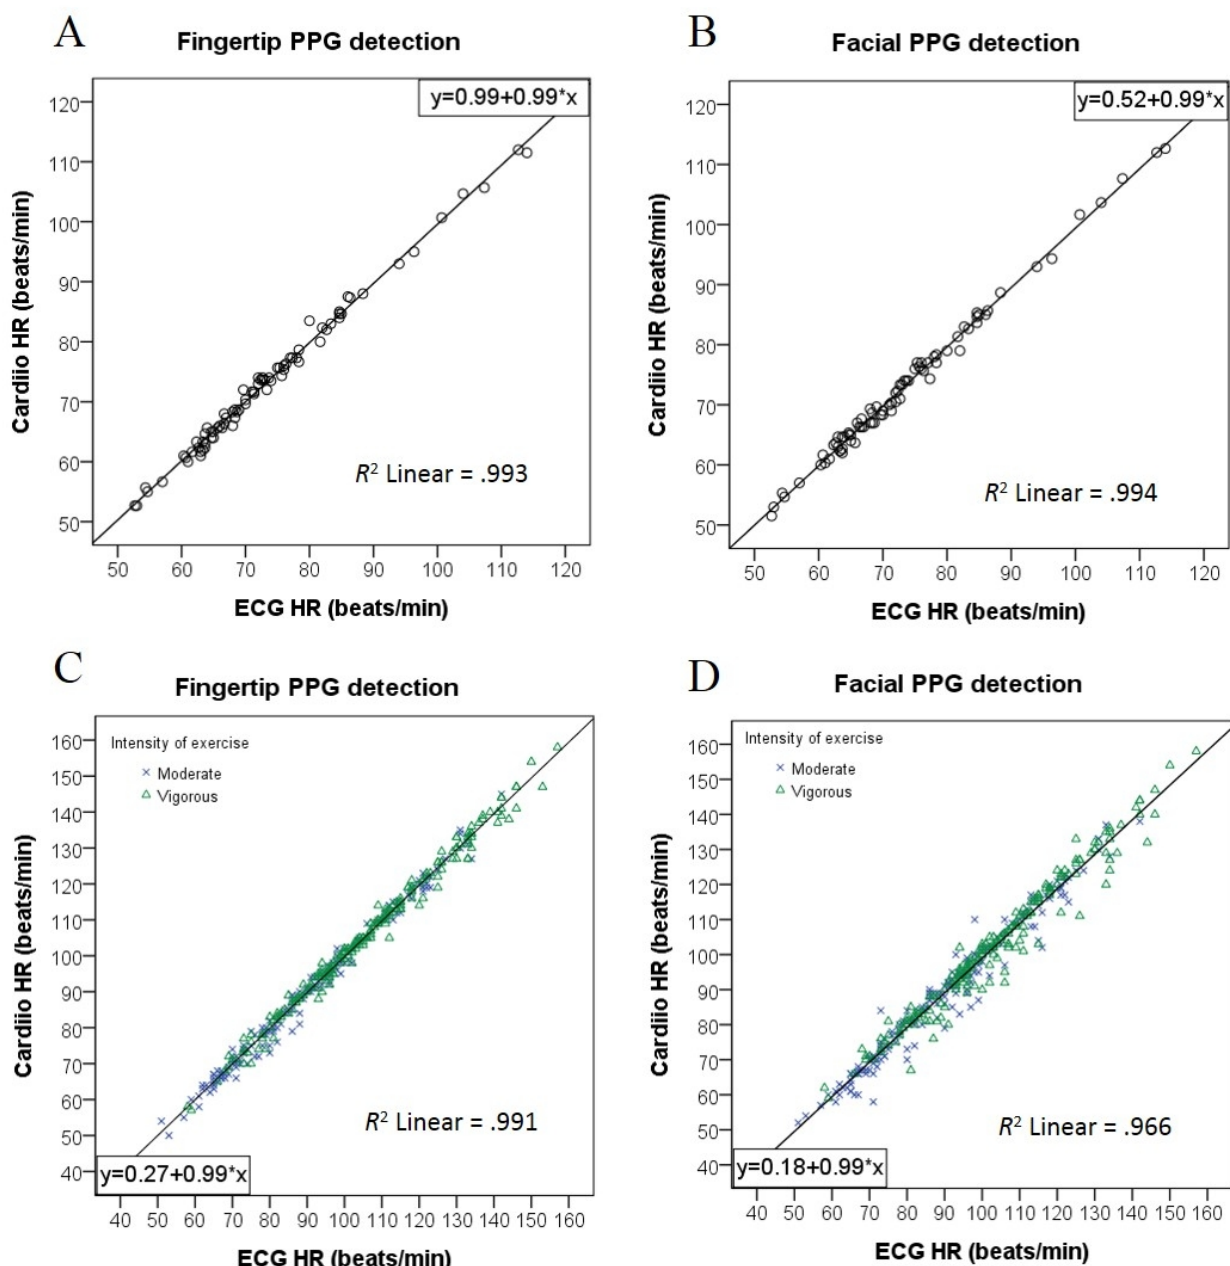 A
Fingertip PPG detection
y=0.99+0.99*x
120
110
100
90
80
70
60
50
Cardiio HR (beats/min)
R² Linear = .993
50 60 70 80 90 100 110 120
ECG HR (beats/min)
B
Facial PPG detection
y=0.52+0.99*x
120
110
100
90
80
70
60
50
Cardiio HR (beats/min)
R² Linear = .994
50 60 70 80 90 100 110 120
ECG HR (beats/min)
C
Fingertip PPG detection
Intensity of exercise
Moderate
Vigorous
160
150
140
130
120
110
100
90
80
70
60
50
40
Cardiio HR (beats/min)
R² Linear = .991
y=0.27+0.99*x
40 50 60 70 80 90 100 110 120 130 140 150 160
ECG HR (beats/min)
D
Facial PPG detection
Intensity of exercise
Moderate
Vigorous
160
150
140
130
120
110
100
90
80
70
60
50
40
Cardiio HR (beats/min)
R² Linear = .966
y=0.18+0.99*x
40 50 60 70 80 90 100 110 120 130 140 150 160
ECG HR (beats/min)